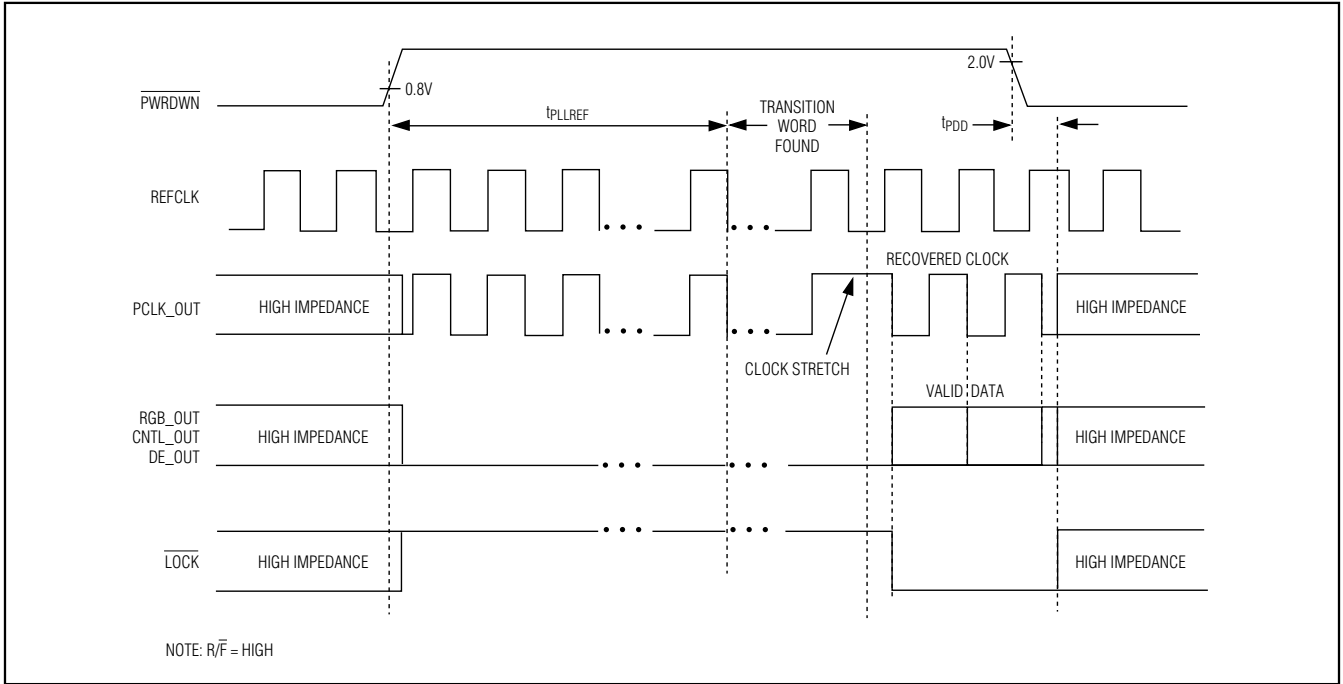 2.0V
0.8V
PWRDWN
tPLLREF
TRANSITION
WORD
FOUND
tPDD
REFCLK
RECOVERED CLOCK
PCLK_OUT
HIGH IMPEDANCE
HIGH IMPEDANCE
CLOCK STRETCH
VALID DATA
RGB_OUT
CNTL_OUT
DE_OUT
HIGH IMPEDANCE
HIGH IMPEDANCE
LOCK
HIGH IMPEDANCE
HIGH IMPEDANCE
NOTE: R/F̅ = HIGH